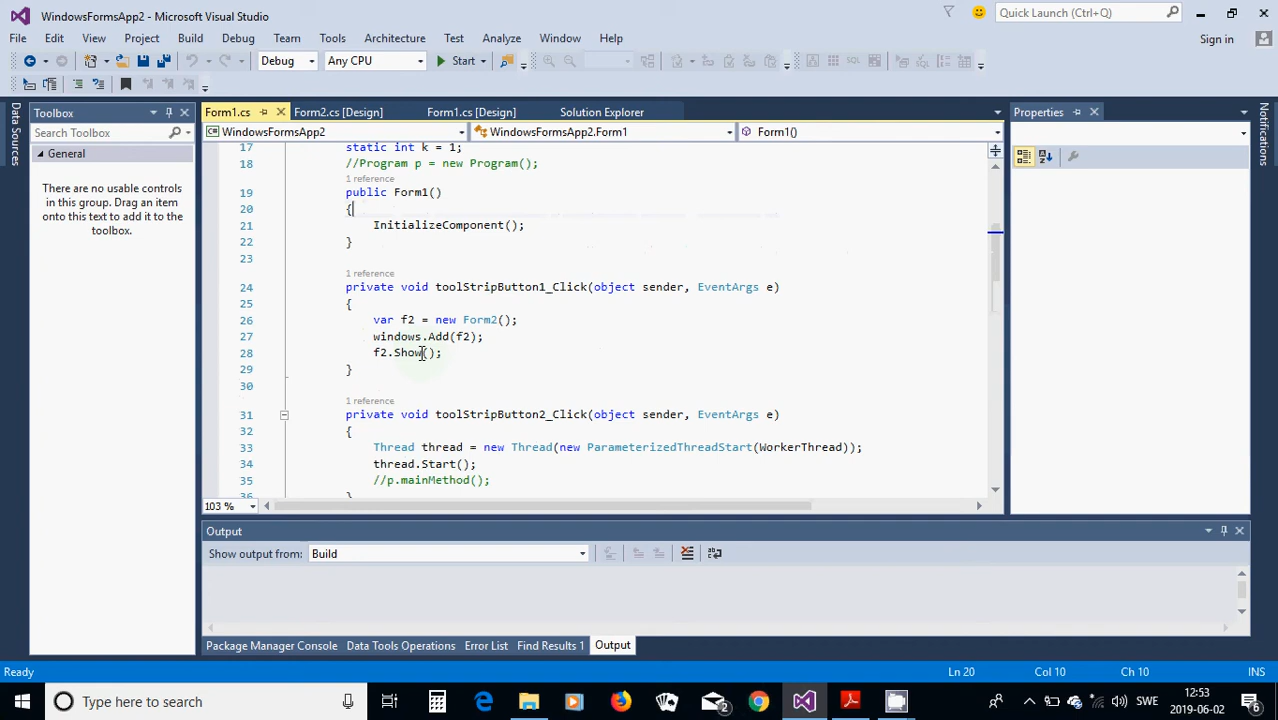 WindowsFormsApp2 - Microsoft Visual Studio
Quick Launch (Ctrl+Q)
File Edit View Project Build Debug Team Tools Architecture Test Analyze Window Help
Sign in
Debug Any CPU Start
Data Sources
Toolbox
Search Toolbox
General
There are no usable controls
in this group. Drag an item
onto this text to add it to the
toolbox.
Form1.cs Form2.cs [Design] Form1.cs [Design] Solution Explorer
WindowsFormsApp2 WindowsFormsApp2.Form1 Form1()
17 static int k = 1;
18 //Program p = new Program();
1 reference
19 public Form1()
20 {
21 InitializeComponent();
22 }
23
1 reference
24 private void toolStripButton1_Click(object sender, EventArgs e)
25 {
26 var f2 = new Form2();
27 windows.Add(f2);
28 f2.Show();
29 }
30
1 reference
31 private void toolStripButton2_Click(object sender, EventArgs e)
32 {
33 Thread thread = new Thread(new ParameterizedThreadStart(WorkerThread));
34 thread.Start();
35 //p.mainMethod();
36 }
103 %
Properties
Output
Show output from: Build
Package Manager Console Data Tools Operations Error List Find Results 1 Output
Ready Ln 20 Col 10 Ch 10 INS
Type here to search
2
SWE
12:53
2019-06-02
6